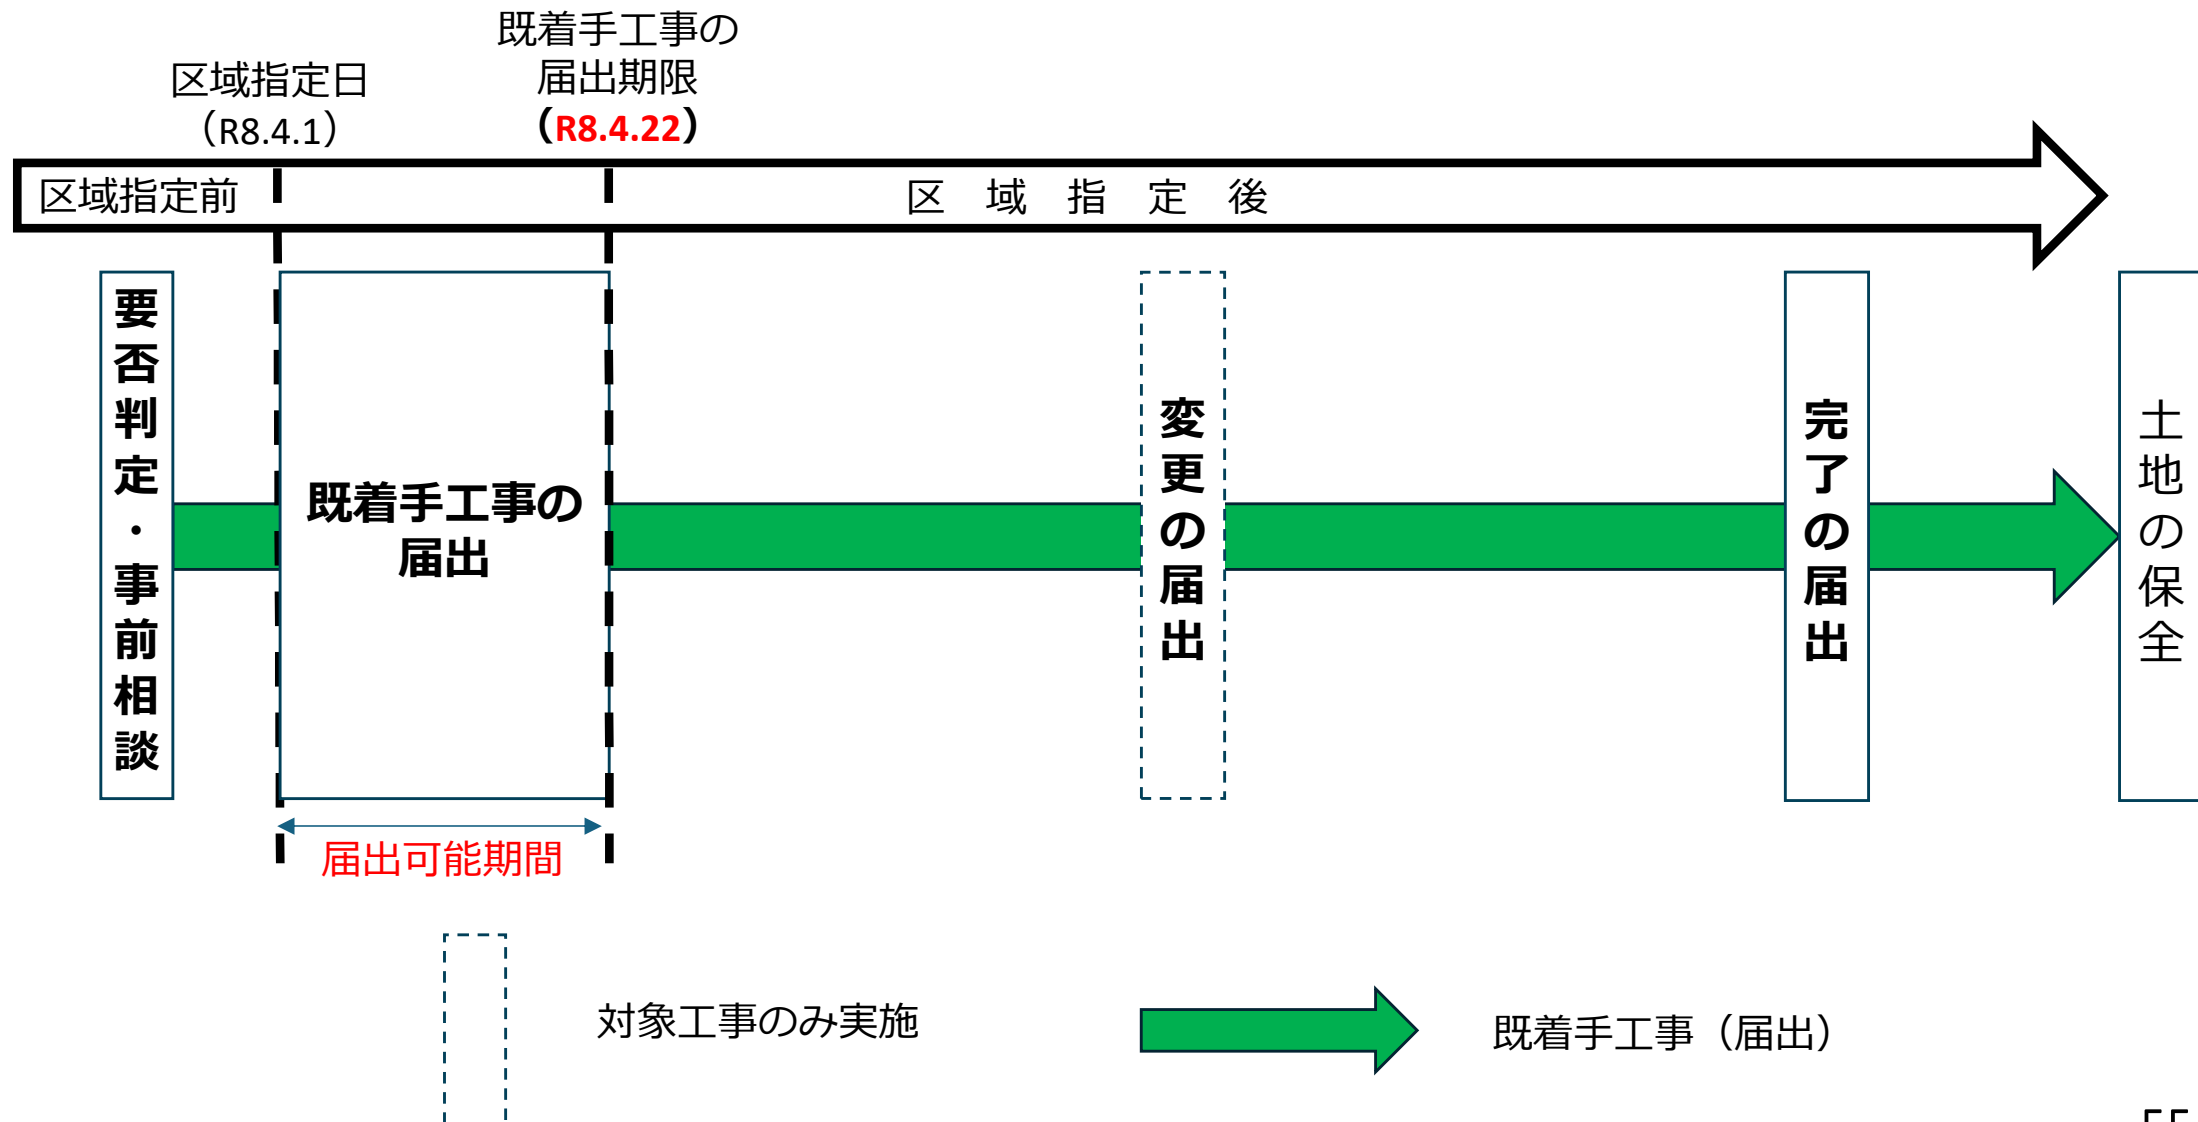 既着手工事の
届出期限
（R8.4.22）
区域指定日
（R8.4.1）
区域指定前
区域指定後
要否判定・事前相談
既着手工事の
届出
変更の届出
完了の届出
土地の保全
届出可能期間
対象工事のみ実施
既着手工事（届出）